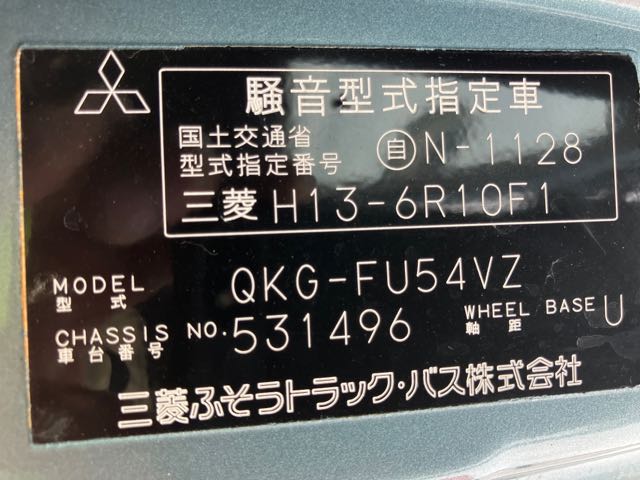 騒音型式指定車
国土交通省
型式指定番号 自 N-1128
三菱 H13-6R10F1
MODEL QKG-FU54VZ
型式
CHASSIS NO. 531496 WHEEL BASE U
車台番号 軸距
三菱ふそうトラック・バス株式会社